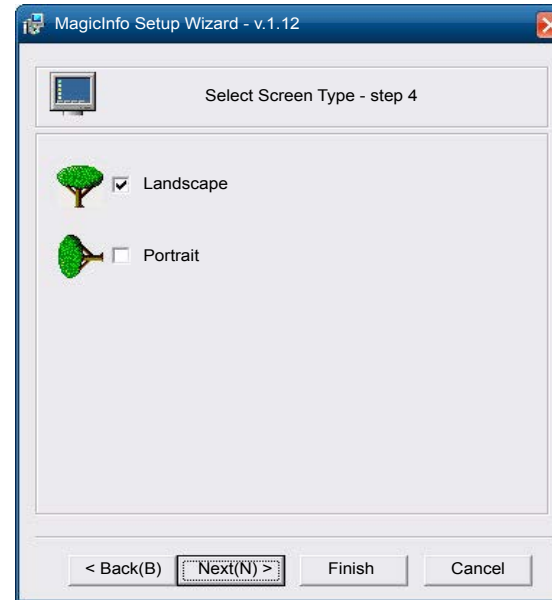 MagicInfo Setup Wizard - v.1.12
Select Screen Type - step 4
Landscape
Portrait
< Back(B) Next(N) > Finish Cancel